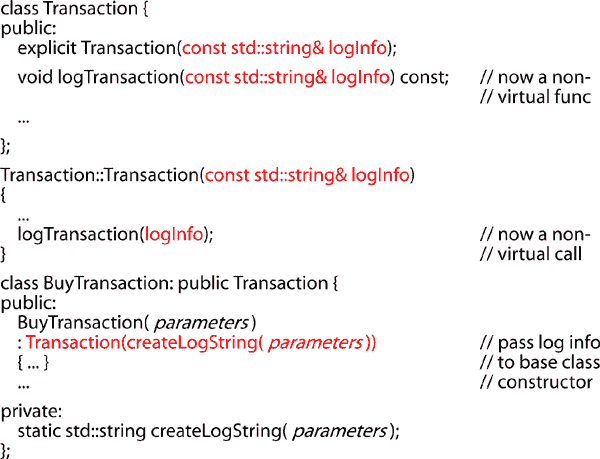 class Transaction {
public:
explicit Transaction(const std::string& logInfo);
void logTransaction(const std::string& logInfo) const; // now a non-
// virtual func
...
};
Transaction::Transaction(const std::string& logInfo)
{
...
logTransaction(logInfo); // now a non-
} // virtual call
class BuyTransaction: public Transaction {
public:
BuyTransaction( parameters )
: Transaction(createLogString( parameters )) // pass log info
{ ... } // to base class
... // constructor
private:
static std::string createLogString( parameters );
};